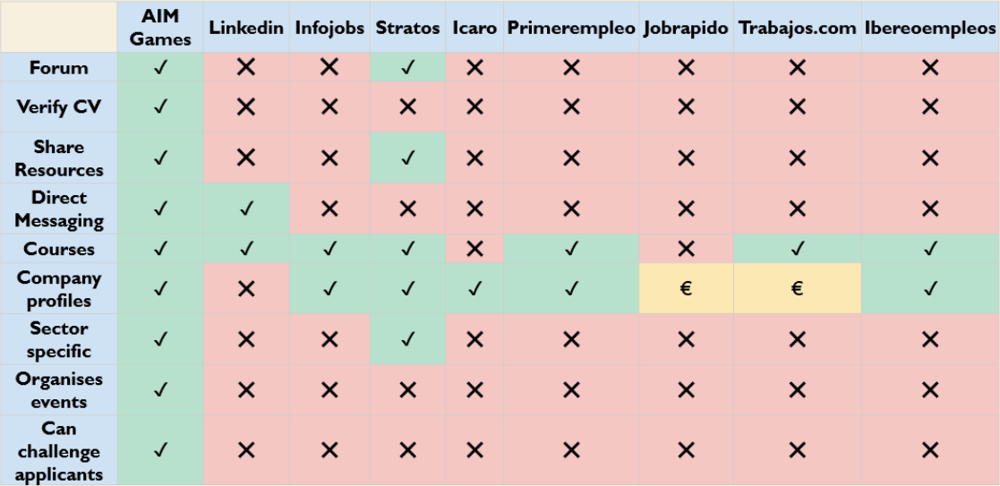 AIM Games Linkedin Infojobs Stratos Icaro Primerempleo Jobrapido Trabajos.com Ibereoempleos
Forum ✓ ✕ ✕ ✓ ✕ ✕ ✕ ✕ ✕
Verify CV ✓ ✕ ✕ ✕ ✕ ✕ ✕ ✕ ✕
Share Resources ✓ ✕ ✕ ✓ ✕ ✕ ✕ ✕ ✕
Direct Messaging ✓ ✓ ✕ ✕ ✕ ✕ ✕ ✕ ✕
Courses ✓ ✓ ✓ ✓ ✕ ✓ ✕ ✓ ✓
Company profiles ✓ ✕ ✓ ✓ ✓ ✓ € € ✓
Sector specific ✓ ✕ ✕ ✓ ✕ ✕ ✕ ✕ ✕
Organises events ✓ ✕ ✕ ✕ ✕ ✕ ✕ ✕ ✕
Can challenge applicants ✓ ✕ ✕ ✕ ✕ ✕ ✕ ✕ ✕